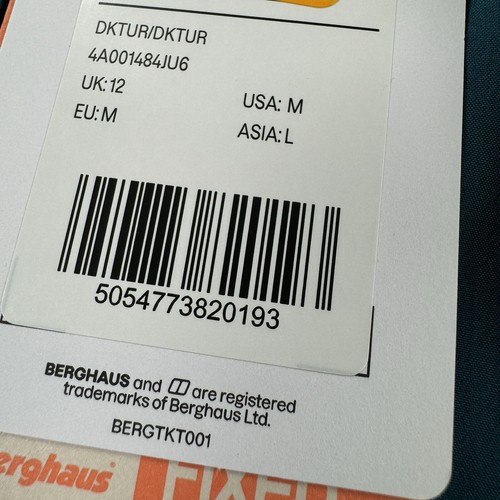 DKTUR/DKTUR
4A001484JU6
UK:12
USA: M
EU: M
ASIA: L
5054773820193
BERGHAUS and are registered
trademarks of Berghaus Ltd.
BERGTKT001
erghaus